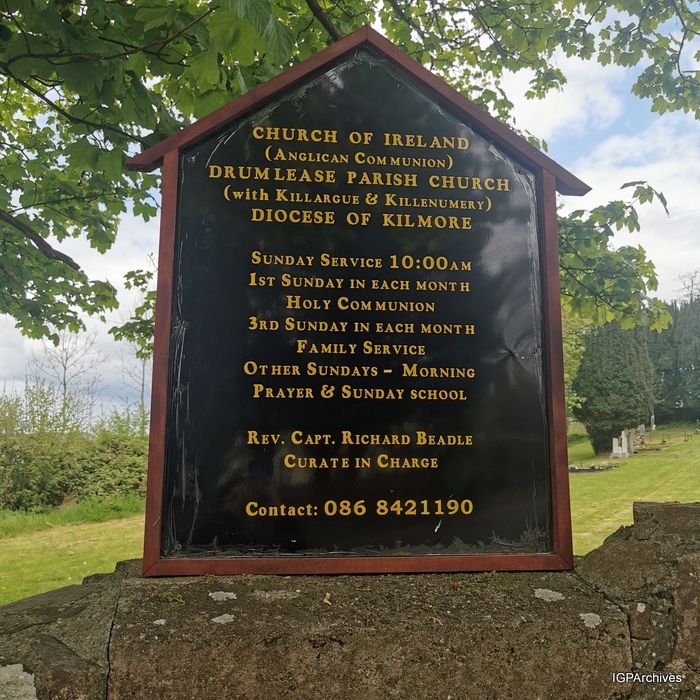 CHURCH OF IRELAND
(ANGLICAN COMMUNION)
DRUMLEASE PARISH CHURCH
(with KILLARGUE & KILLENUMERY)
DIOCESE OF KILMORE
SUNDAY SERVICE 10:00AM
1ST SUNDAY IN EACH MONTH
HOLY COMMUNION
3RD SUNDAY IN EACH MONTH
FAMILY SERVICE
OTHER SUNDAYS - MORNING
PRAYER & SUNDAY SCHOOL
REV. CAPT. RICHARD BEADLE
CURATE IN CHARGE
Contact: 086 8421190
IGPArchives